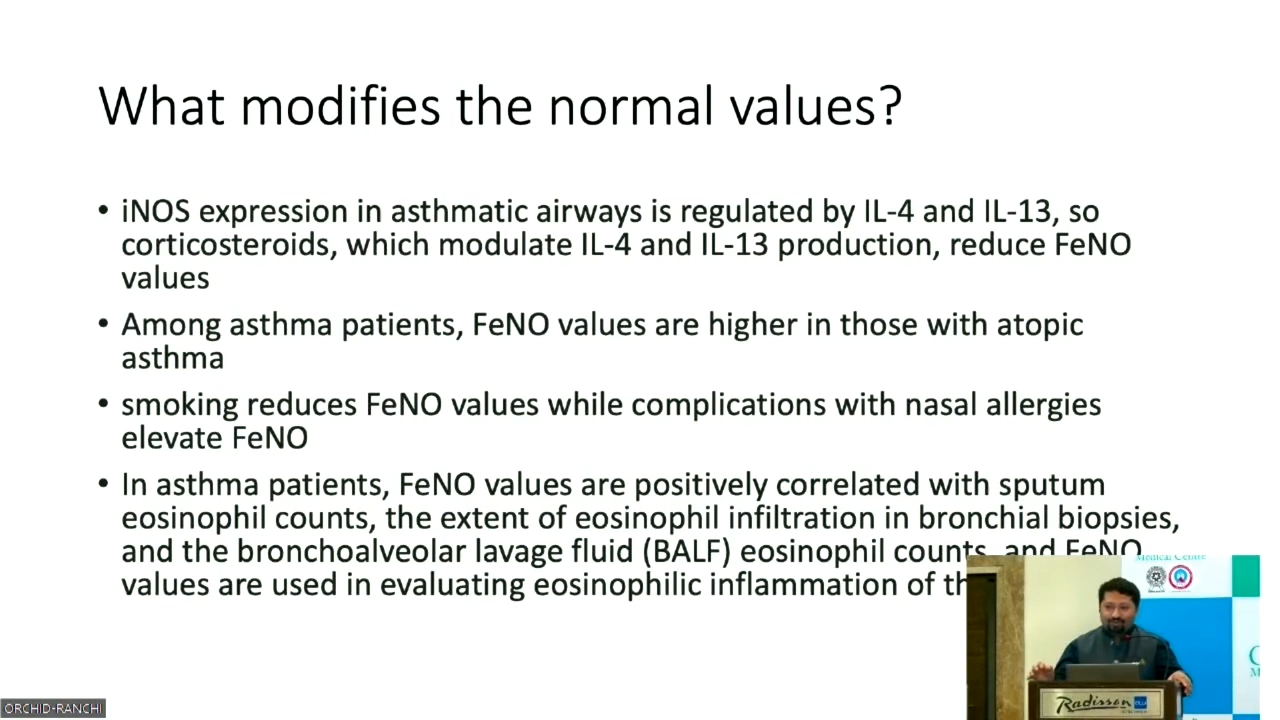 What modifies the normal values?
• iNOS expression in asthmatic airways is regulated by IL-4 and IL-13, so
corticosteroids, which modulate IL-4 and IL-13 production, reduce FeNO
values
• Among asthma patients, FeNO values are higher in those with atopic
asthma
• smoking reduces FeNO values while complications with nasal allergies
elevate FeNO
• In asthma patients, FeNO values are positively correlated with sputum
eosinophil counts, the extent of eosinophil infiltration in bronchial biopsies,
and the bronchoalveolar lavage fluid (BALF) eosinophil counts, and FeNO
values are used in evaluating eosinophilic inflammation of
Medical Centre
Radisson
BLU
ORCHID-RANCHI